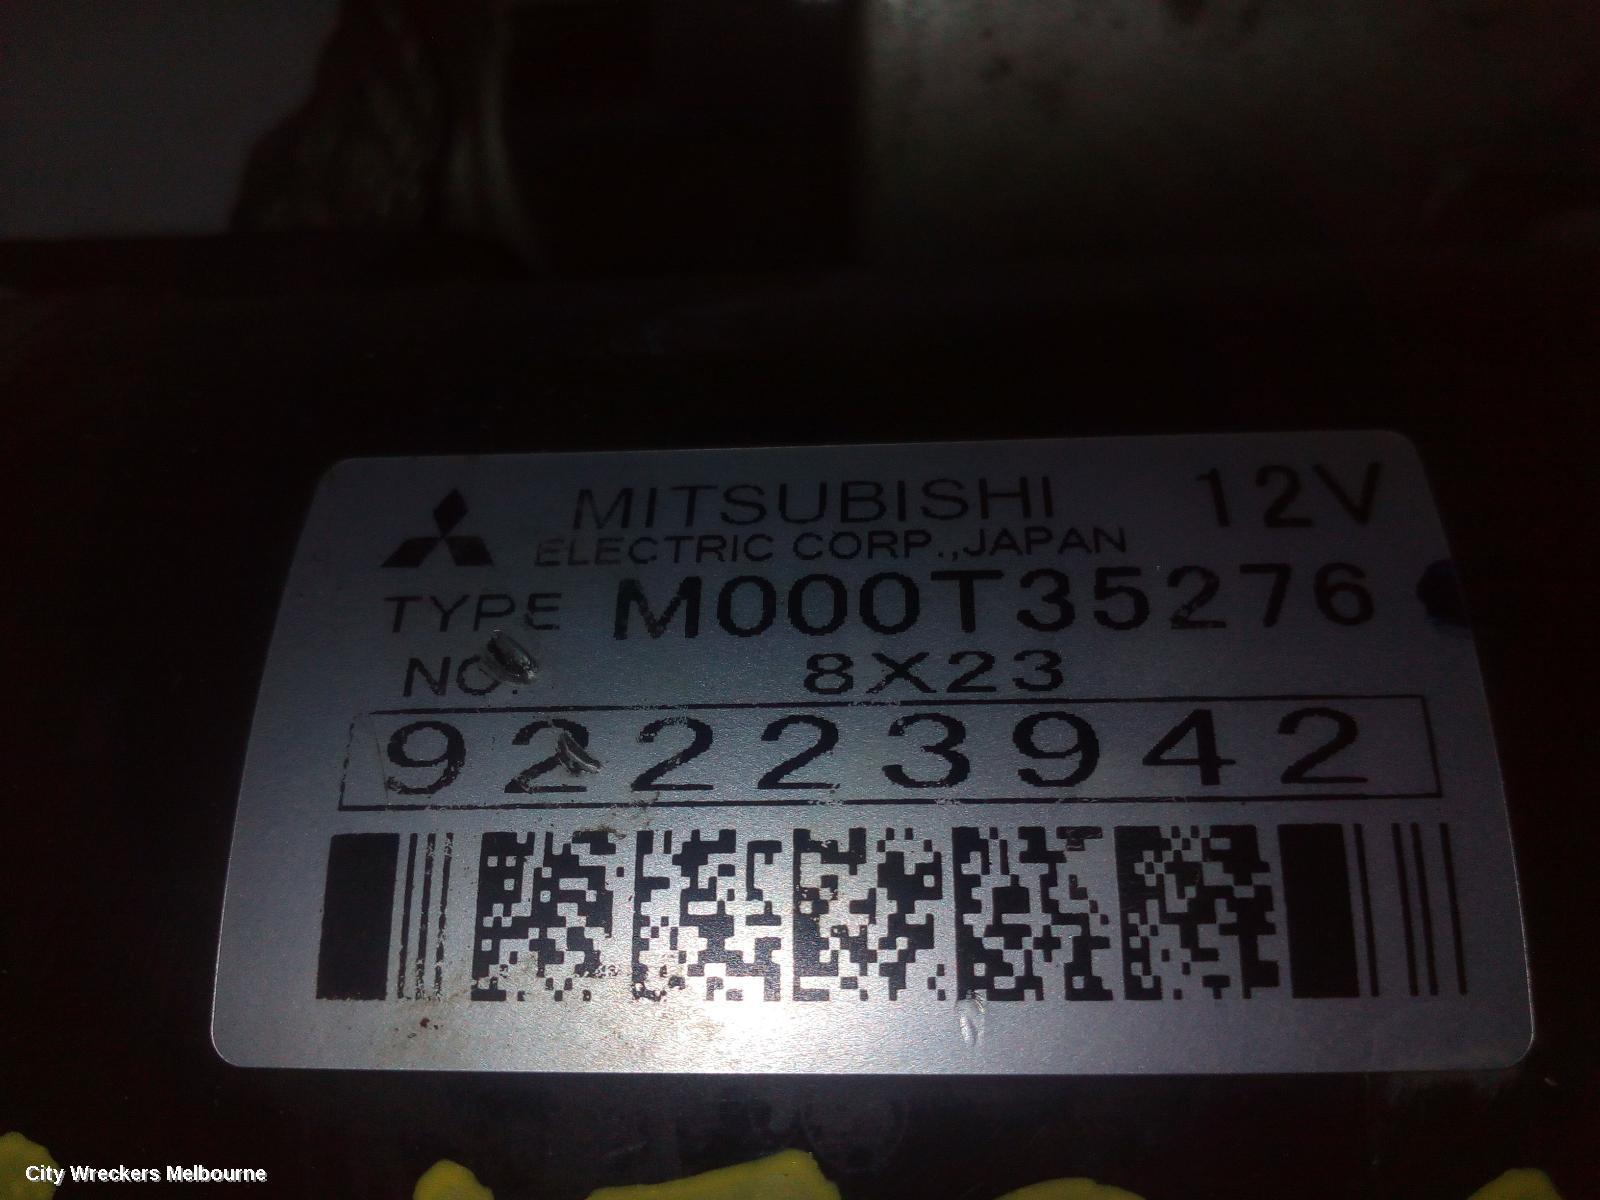 MITSUBISHI 12V
ELECTRIC CORP.,JAPAN
TYPE M000T35276
NO. 8X23
92223942
City Wreckers Melbourne